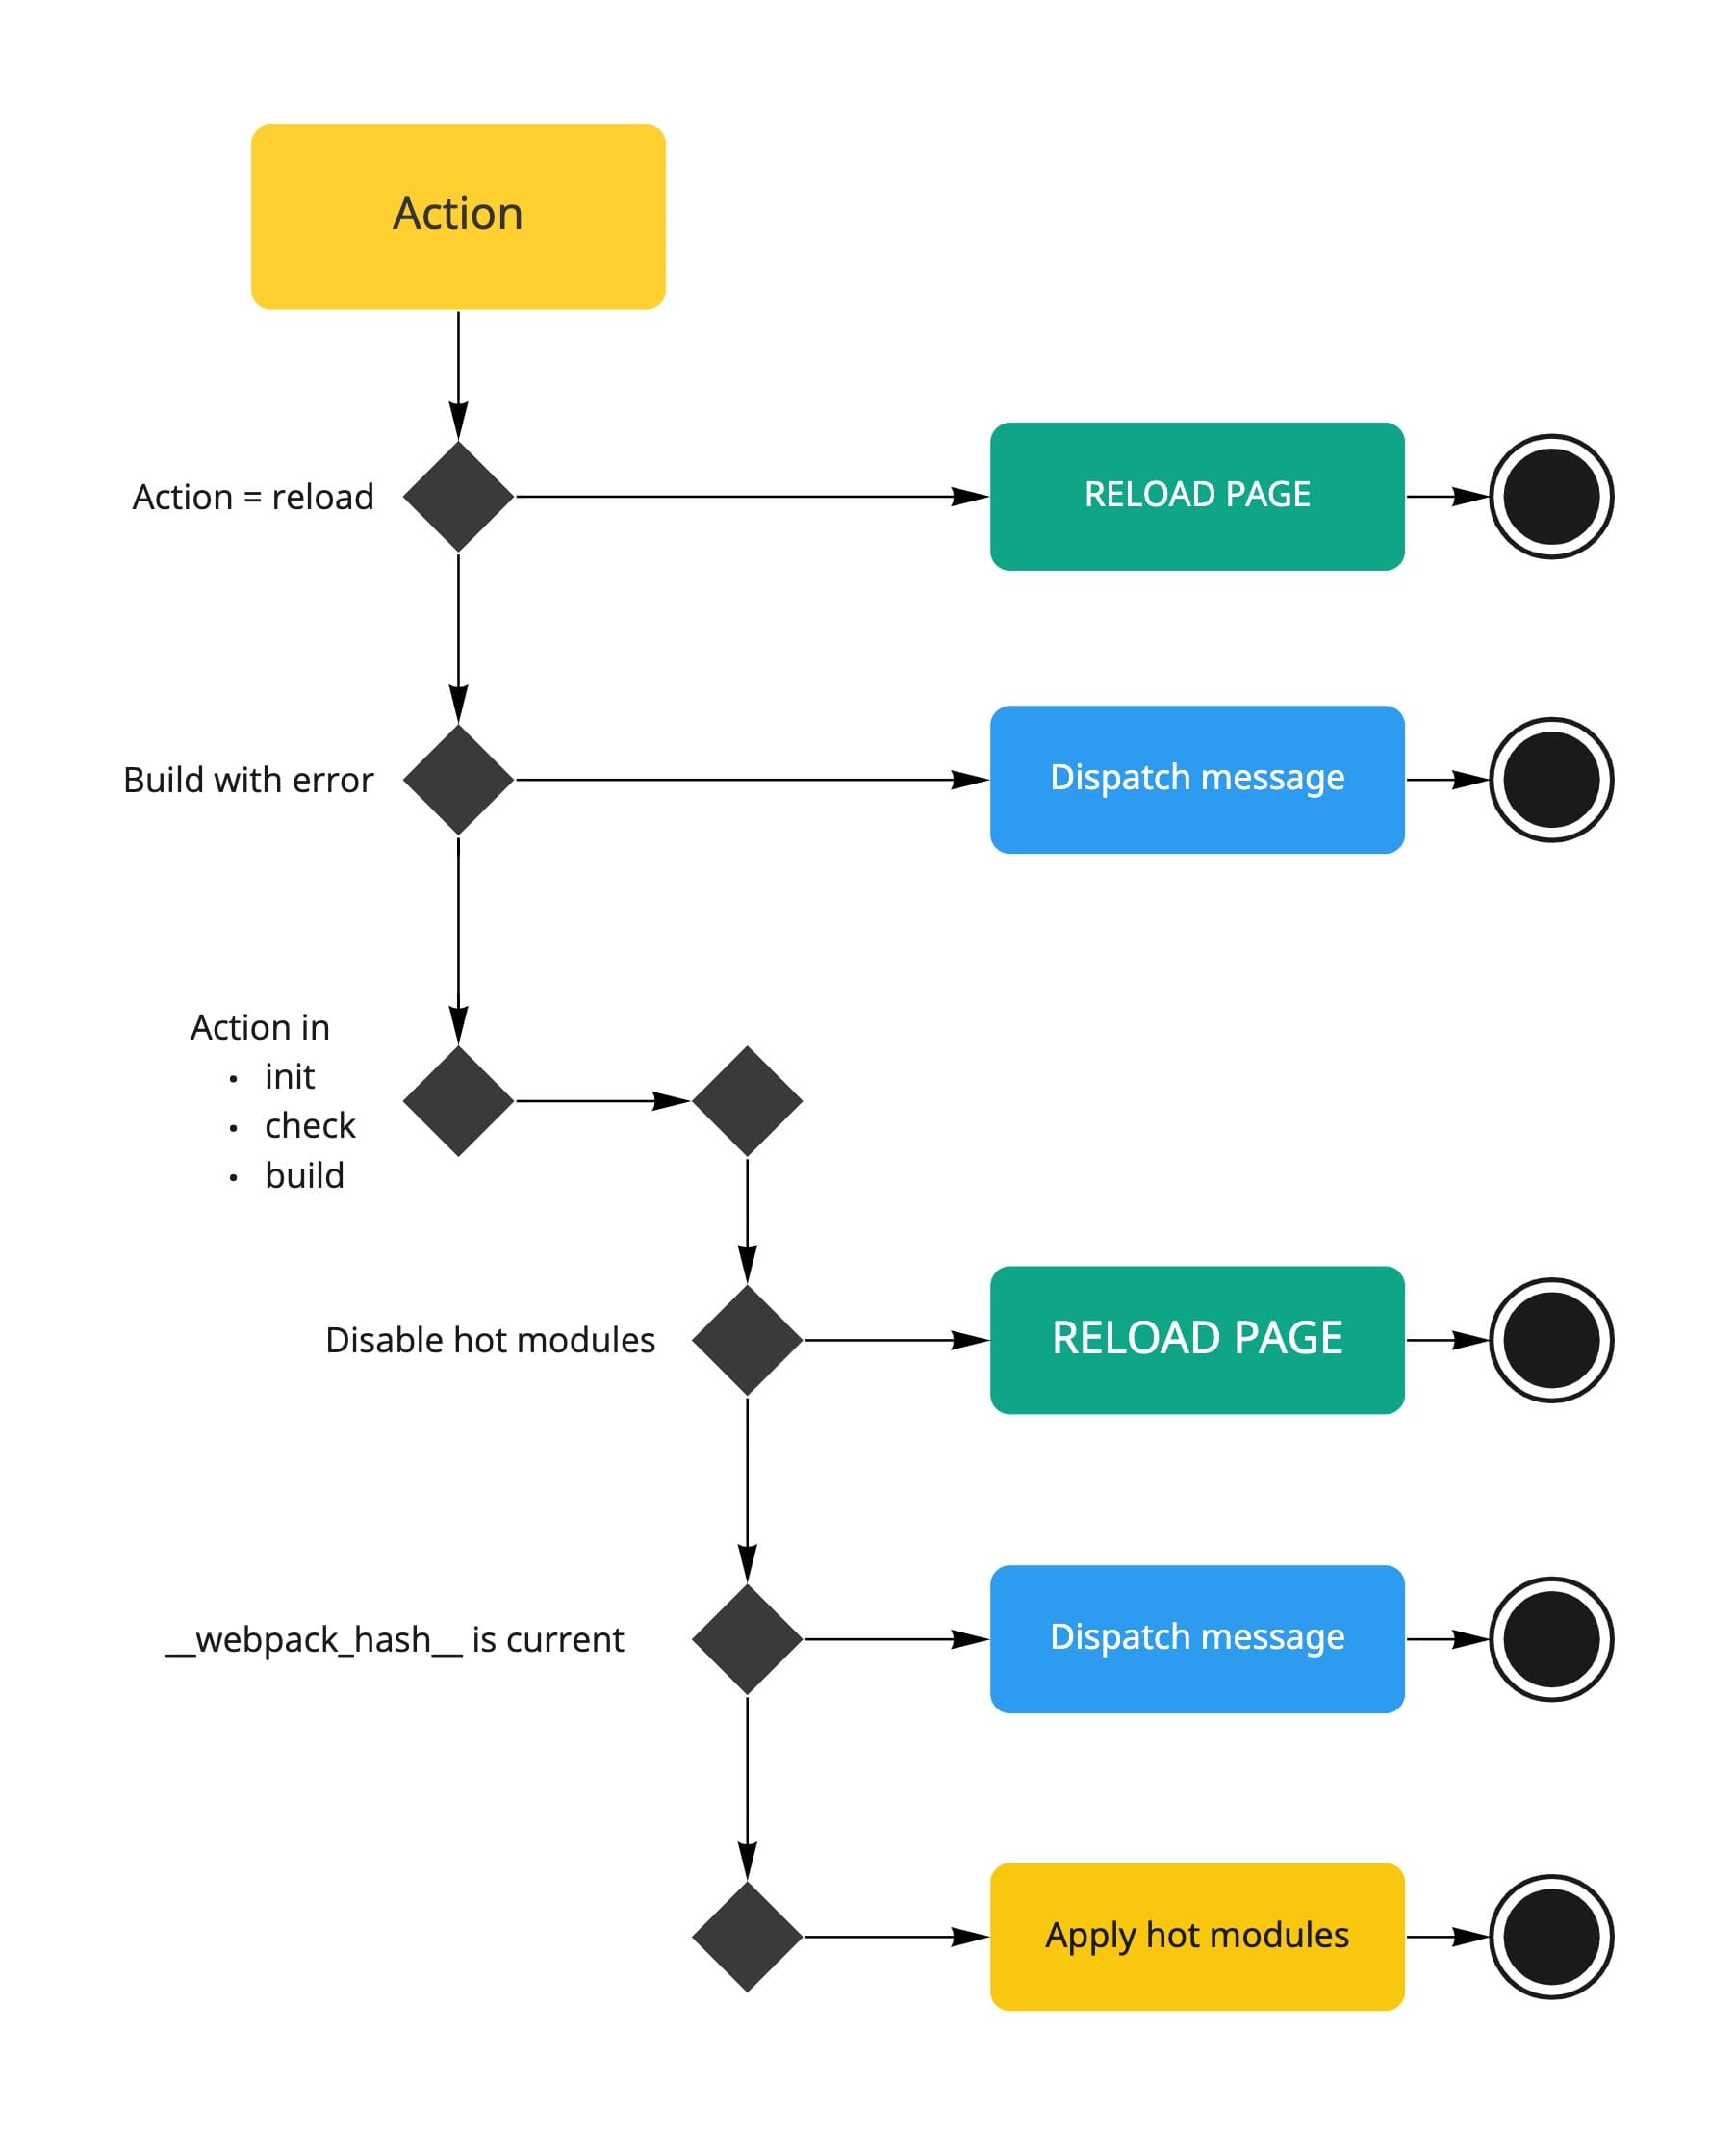 Action
Action = reload
RELOAD PAGE
Build with error
Dispatch message
Action in
• init
• check
• build
Disable hot modules
RELOAD PAGE
__webpack_hash__ is current
Dispatch message
Apply hot modules